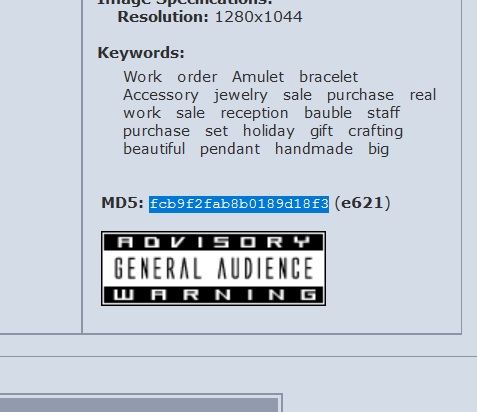 Image Specifications:
Resolution: 1280x1044
Keywords:
Work order Amulet bracelet
Accessory jewelry sale purchase real
work sale reception bauble staff
purchase set holiday gift crafting
beautiful pendant handmade big
MD5: fcb9f2fab8b0189d18f3 (e621)
ADVISORY
GENERAL AUDIENCE
WARNING